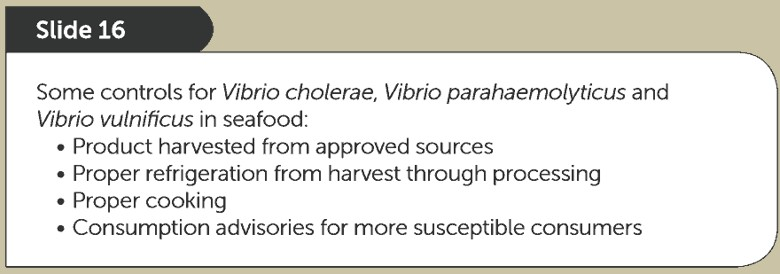 Slide 16
Some controls for Vibrio cholerae, Vibrio parahaemolyticus and
Vibrio vulnificus in seafood:
• Product harvested from approved sources
• Proper refrigeration from harvest through processing
• Proper cooking
• Consumption advisories for more susceptible consumers